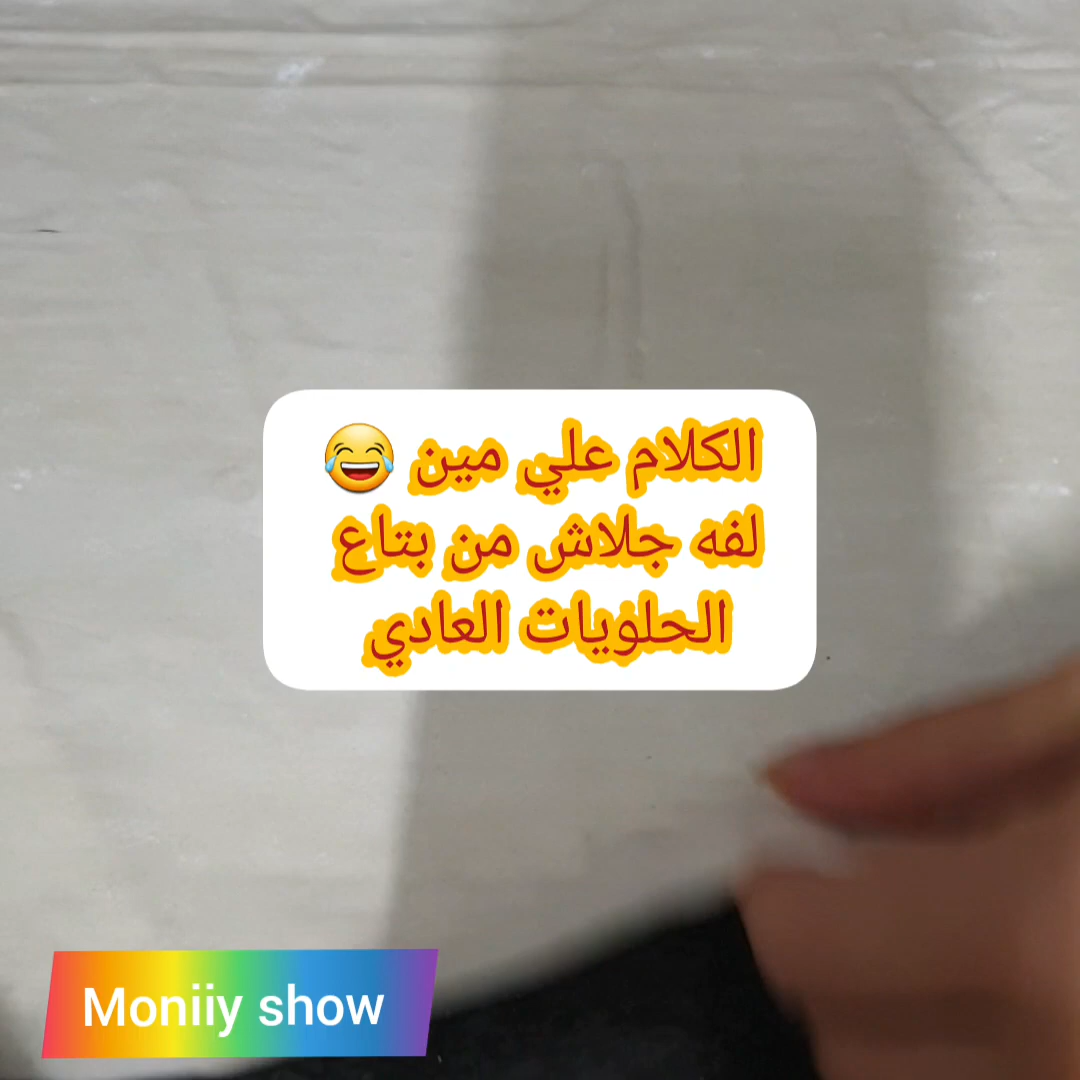 الكلام علي مين 😂
لفه جلاش من بتاع
الحلويات العادي
Moniiy show